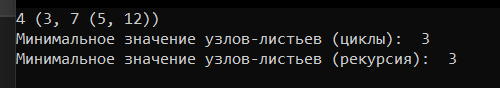 4 (3, 7 (5, 12))
Минимальное значение узлов-листьев (циклы):  3
Минимальное значение узлов-листьев (рекурсия):  3